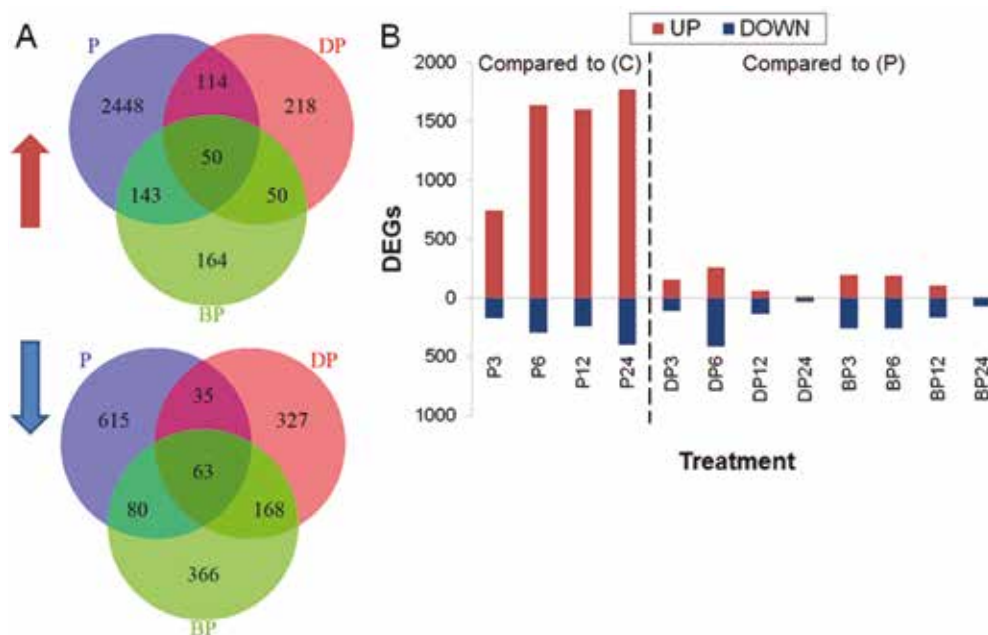 A
P
DP
114
2448
218
50
143
50
164
BP
P
DP
35
615
327
63
80
168
366
BP
B
UP DOWN
Compared to (C) Compared to (P)
2000
1500
1000
500
0
500
1000
DEGs
P3 P6 P12 P24 DP3 DP6 DP12 DP24 BP3 BP6 BP12 BP24
Treatment